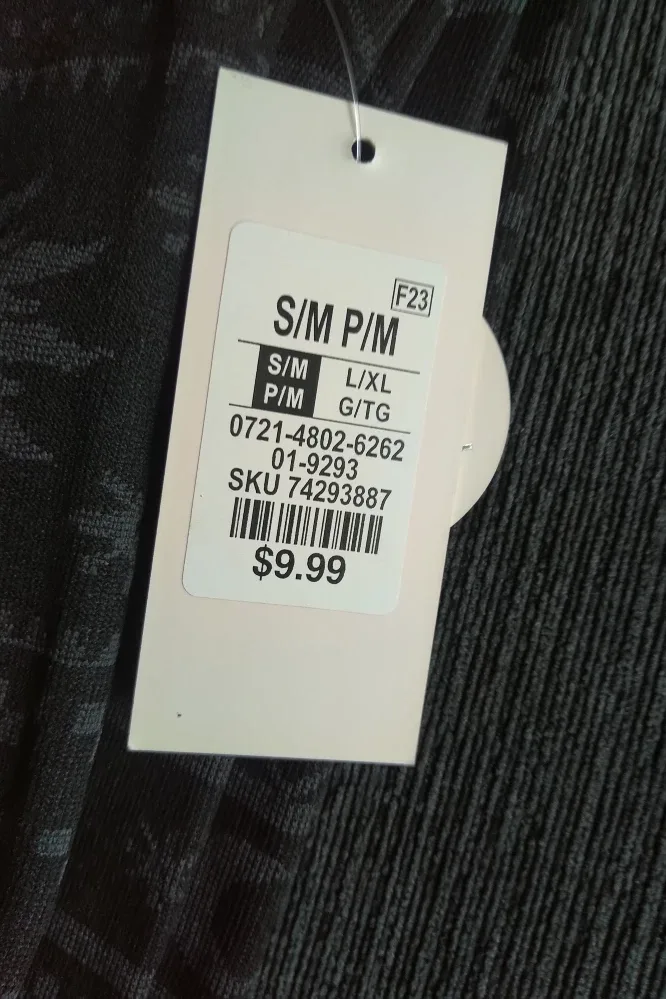 F23
S/M P/M
S/M L/XL
P/M G/TG
0721-4802-6262
01-9293
SKU 74293887
$9.99